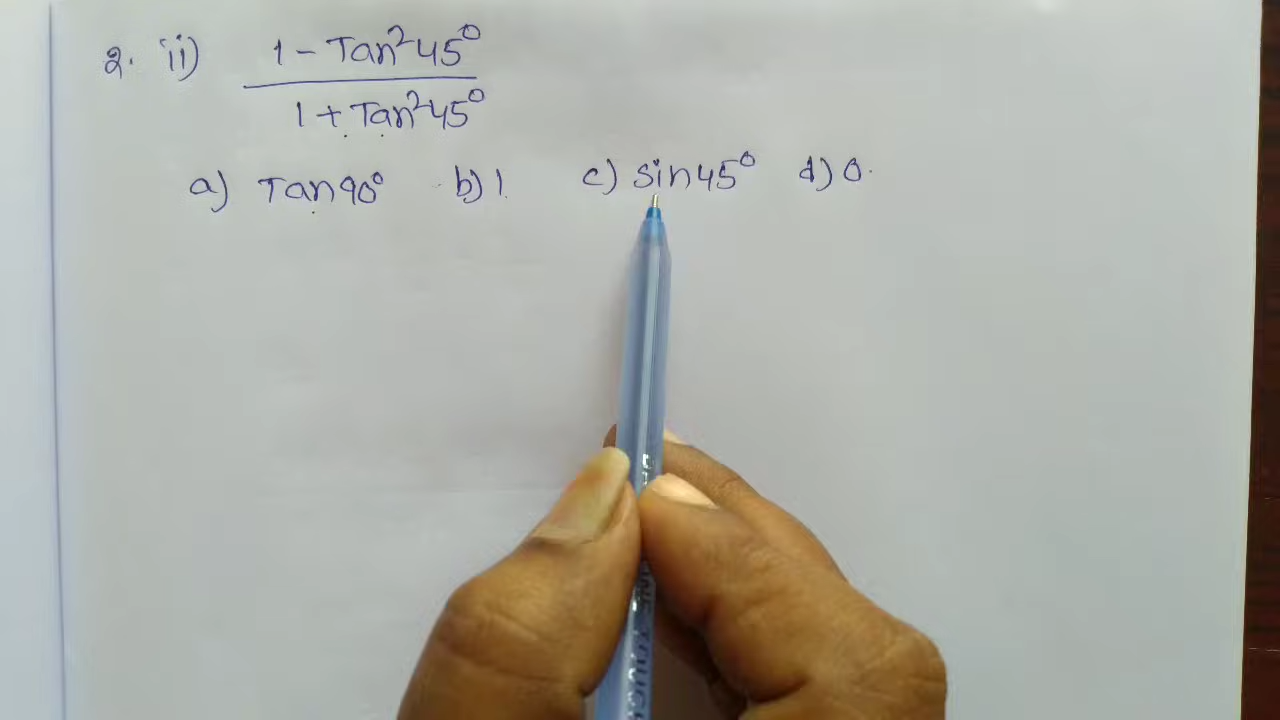 2. ii) 1 - Tan²45°
1 + Tan²45°
a) Tan90° b) 1 c) sin45° d) 0.